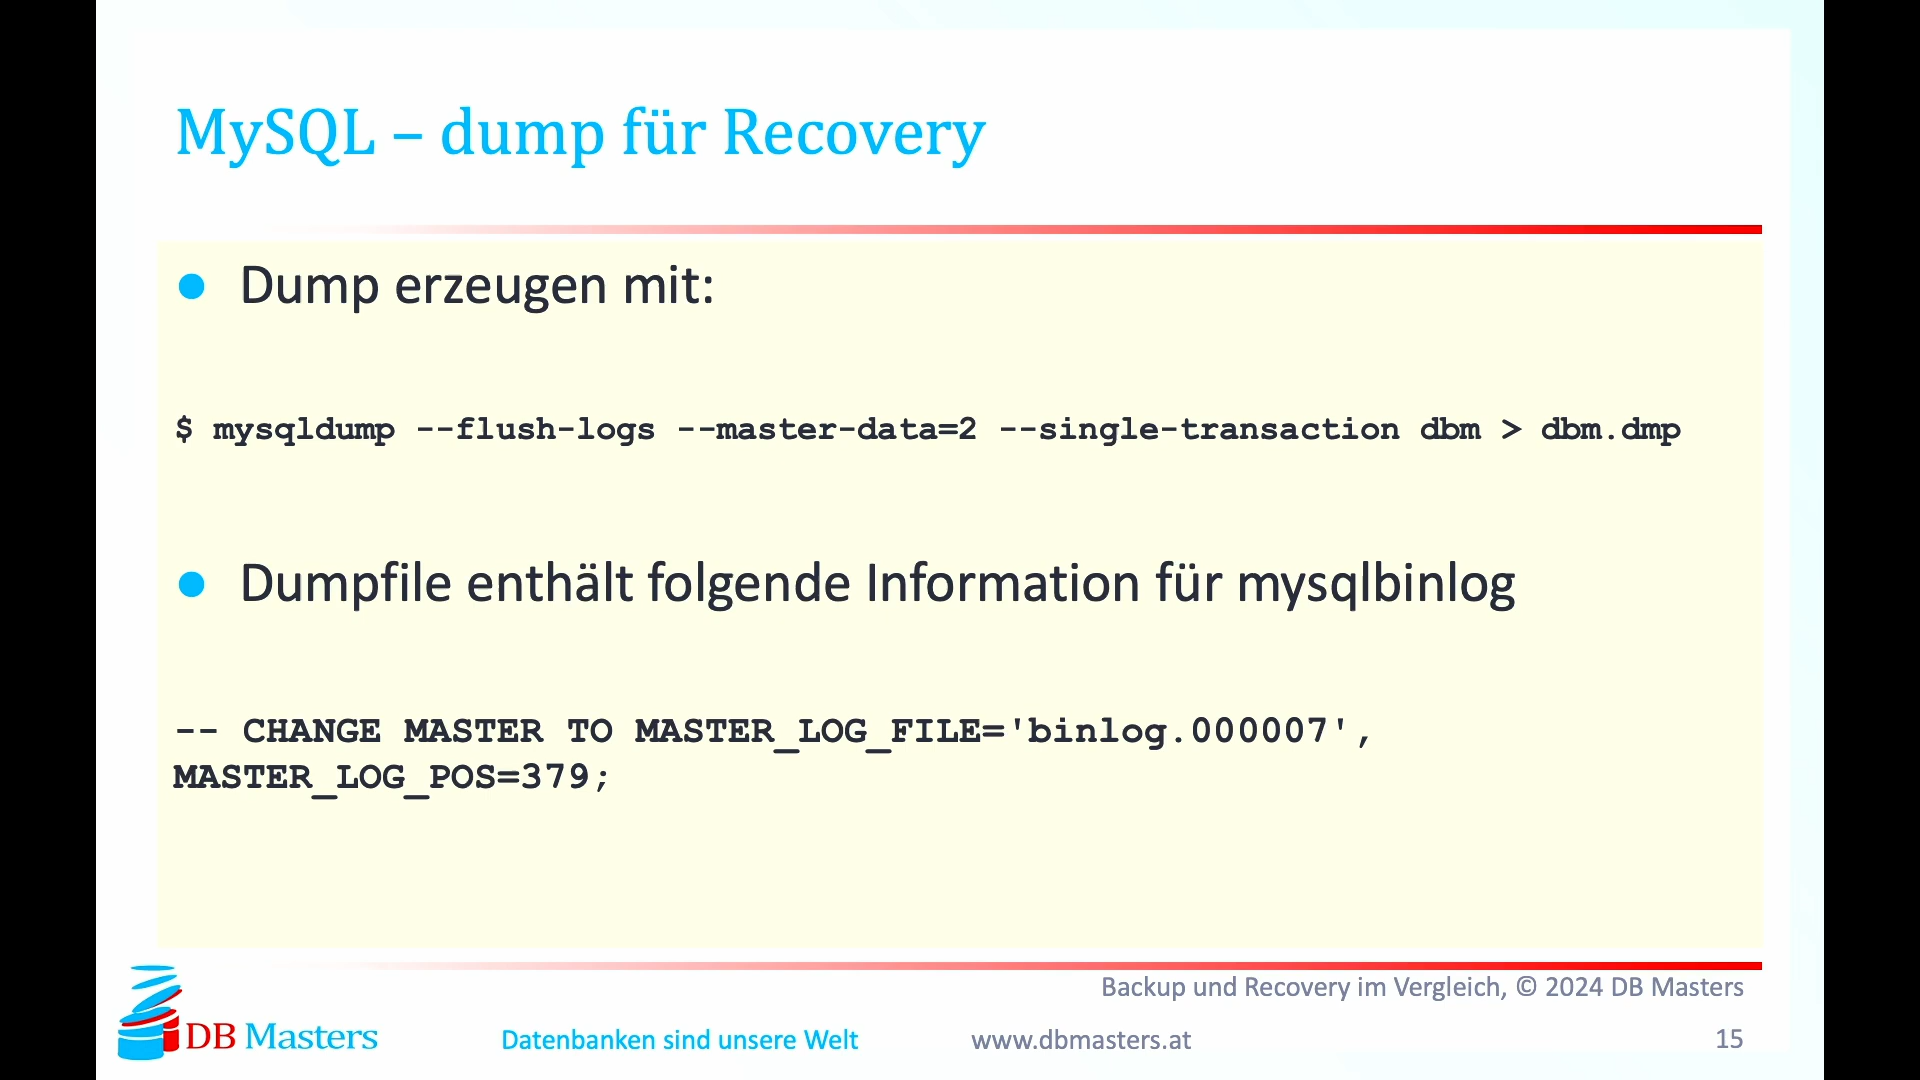 MySQL – dump für Recovery
● Dump erzeugen mit:
$ mysqldump --flush-logs --master-data=2 --single-transaction dbm > dbm.dmp
● Dumpfile enthält folgende Information für mysqlbinlog
-- CHANGE MASTER TO MASTER_LOG_FILE='binlog.000007',
MASTER_LOG_POS=379;
Backup und Recovery im Vergleich, © 2024 DB Masters
DB Masters
Datenbanken sind unsere Welt
www.dbmasters.at
15